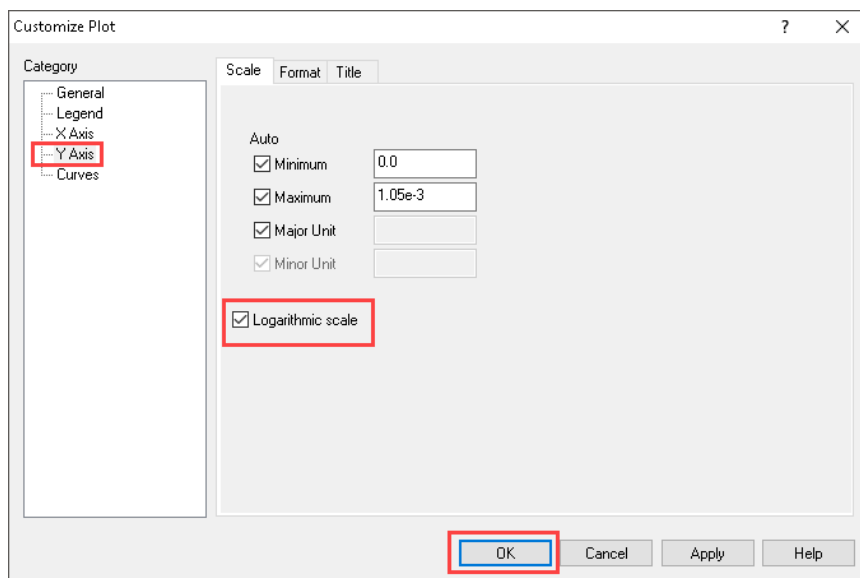 Customize Plot
Category
General
Legend
X Axis
Y Axis
Curves
Scale Format Title
Auto
Minimum 0.0
Maximum 1.05e-3
Major Unit
Minor Unit
Logarithmic scale
OK Cancel Apply Help